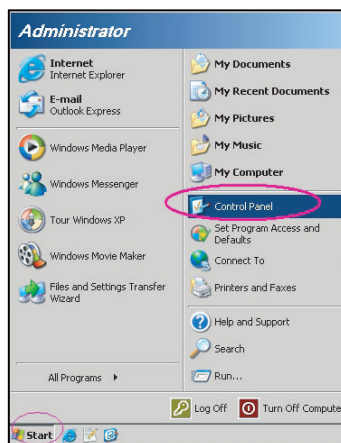 Administrator
Internet
Internet Explorer
E-mail
Outlook Express
Windows Media Player
Windows Messenger
Tour Windows XP
Windows Movie Maker
Files and Settings Transfer
Wizard
All Programs
My Documents
My Recent Documents
My Pictures
My Music
My Computer
Control Panel
Set Program Access and
Defaults
Connect To
Printers and Faxes
Help and Support
Search
Run...
Log Off
Turn Off Compute
Start